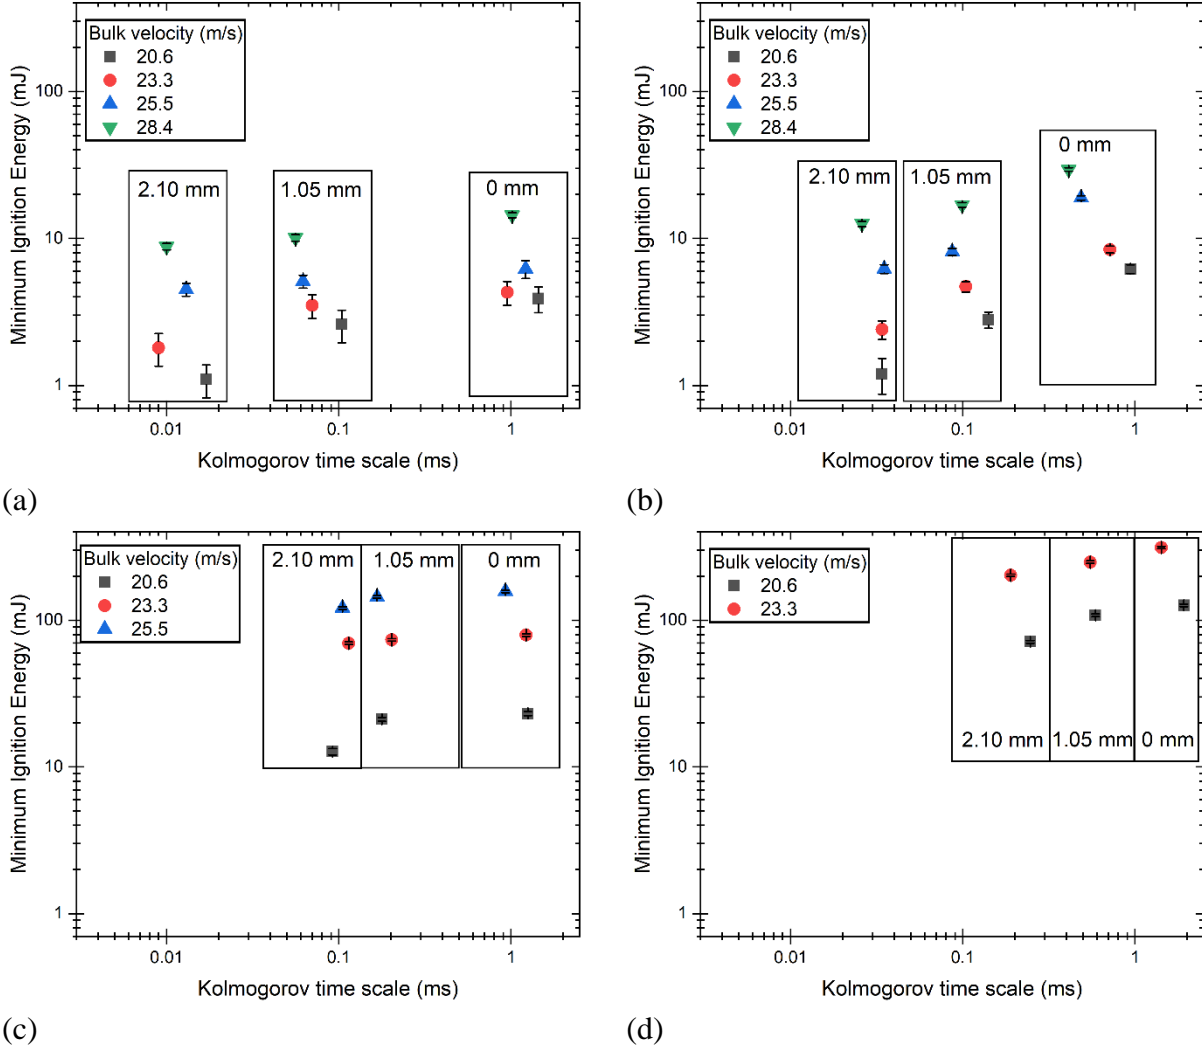 Bulk velocity (m/s)
20.6
23.3
25.5
28.4
2.10 mm
1.05 mm
0 mm
100
10
1
0.01
0.1
1
Minimum Ignition Energy (mJ)
Kolmogorov time scale (ms)
(a)
Bulk velocity (m/s)
20.6
23.3
25.5
28.4
2.10 mm
1.05 mm
0 mm
100
10
1
0.01
0.1
1
Minimum Ignition Energy (mJ)
Kolmogorov time scale (ms)
(b)
Bulk velocity (m/s)
20.6
23.3
25.5
2.10 mm
1.05 mm
0 mm
100
10
1
0.01
0.1
1
Minimum Ignition Energy (mJ)
Kolmogorov time scale (ms)
(c)
Bulk velocity (m/s)
20.6
23.3
2.10 mm
1.05 mm
0 mm
100
10
1
0.01
0.1
1
Minimum Ignition Energy (mJ)
Kolmogorov time scale (ms)
(d)